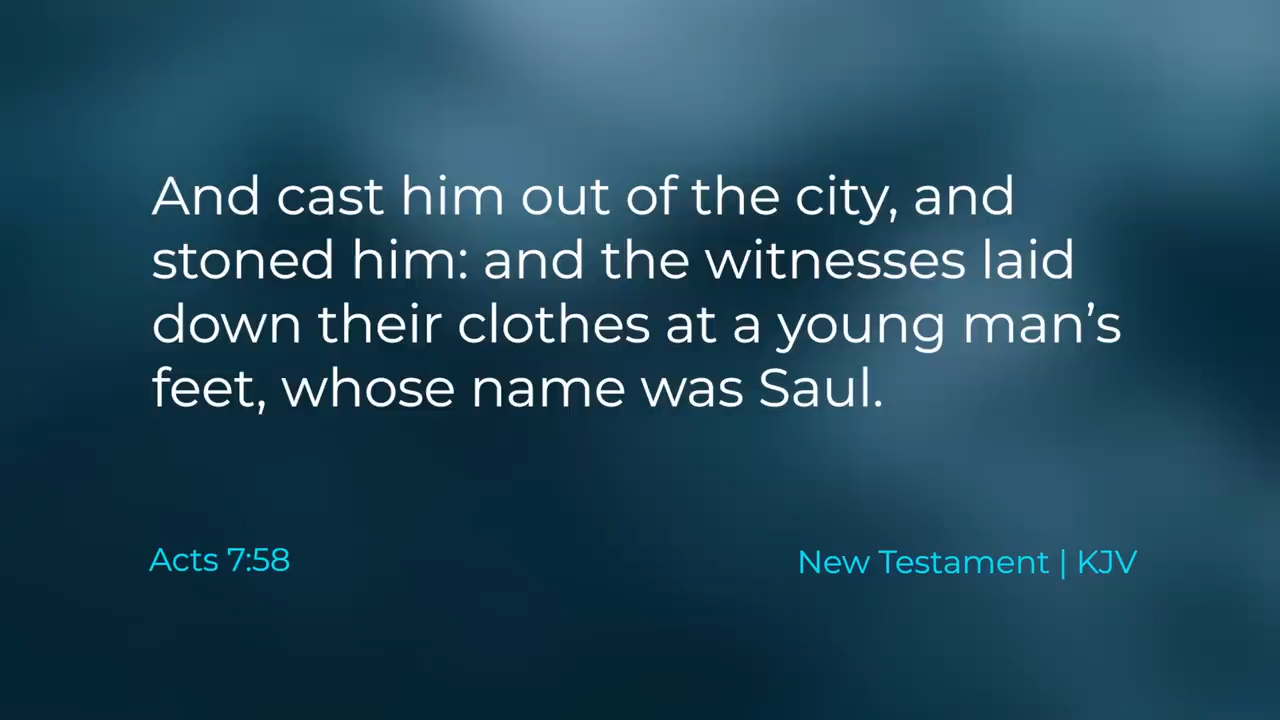 And cast him out of the city, and
stoned him: and the witnesses laid
down their clothes at a young man’s
feet, whose name was Saul.
Acts 7:58
New Testament | KJV